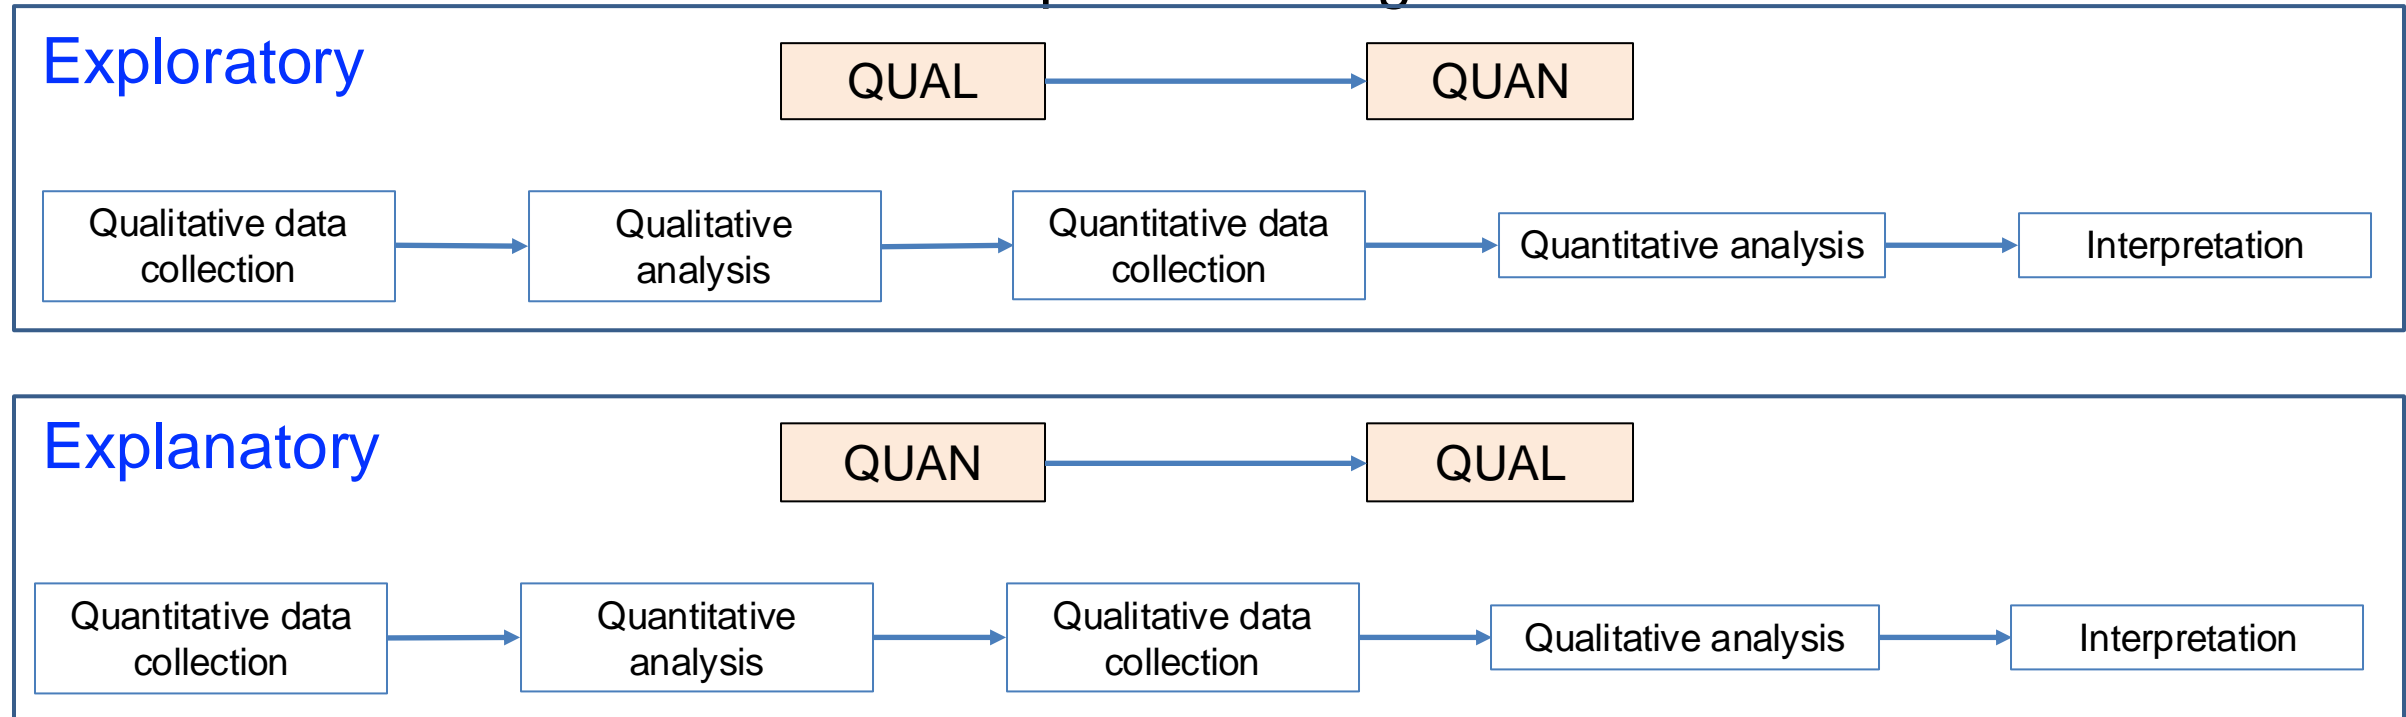 Exploratory
QUAL
QUAN
Qualitative data
collection
Qualitative
analysis
Quantitative data
collection
Quantitative analysis
Interpretation
Explanatory
QUAN
QUAL
Quantitative data
collection
Quantitative
analysis
Qualitative data
collection
Qualitative analysis
Interpretation